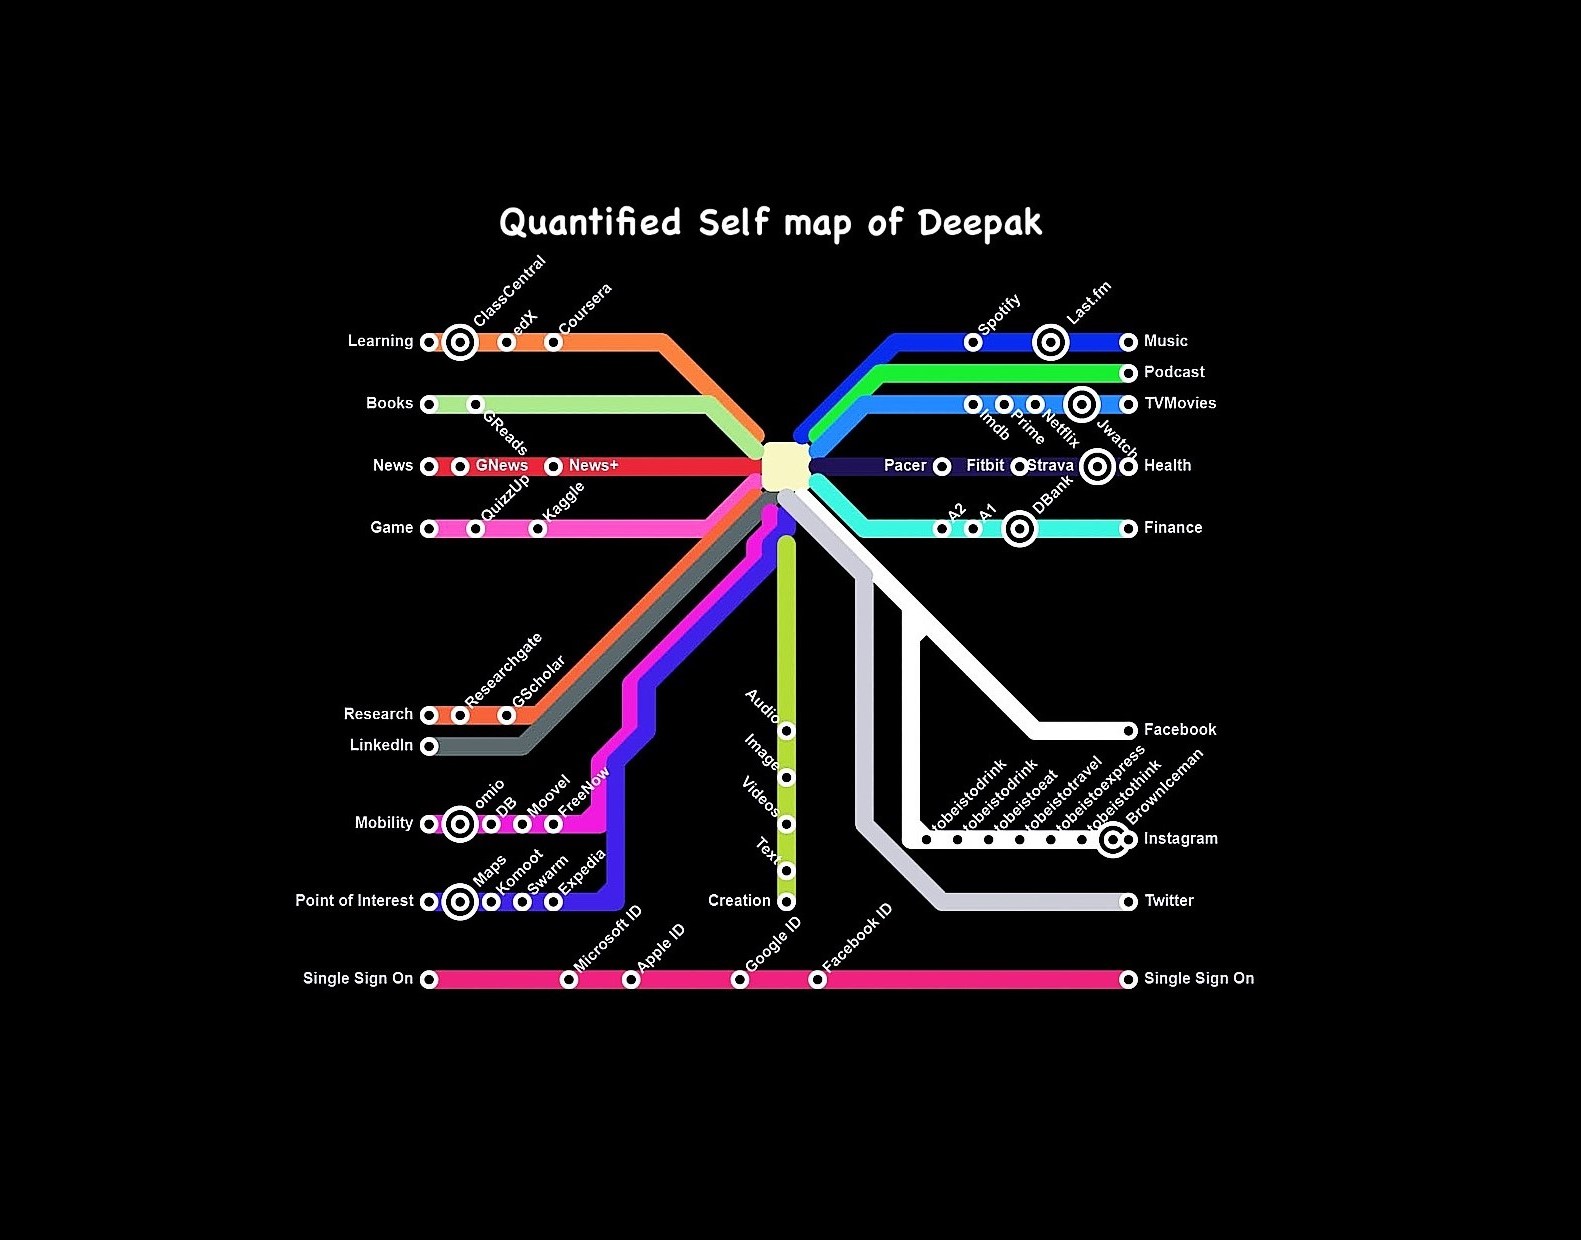 Quantified Self map of Deepak
Learning
ClassCentral
edX
Coursera
Spotify
Last.fm
Music
Podcast
Books
GReads
Imdb
Prime
Netflix
Jwatch
TVMovies
News
GNews
News+
Pacer
Fitbit
Strava
Health
Game
QuizzUp
Kaggle
A2
A1
DBank
Finance
Research
Researchgate
GScholar
LinkedIn
Mobility
omio
DB
Moovel
FreeNow
Point of Interest
Maps
Komoot
Swarm
Expedia
Audio
Image
Videos
Text
Creation
Facebook
tobeistodrink
tobeistodrink
tobeistoeat
tobeistotravel
tobeistoexpress
tobeistothink
BrownIceman
Instagram
Twitter
Single Sign On
Microsoft ID
Apple ID
Google ID
Facebook ID
Single Sign On